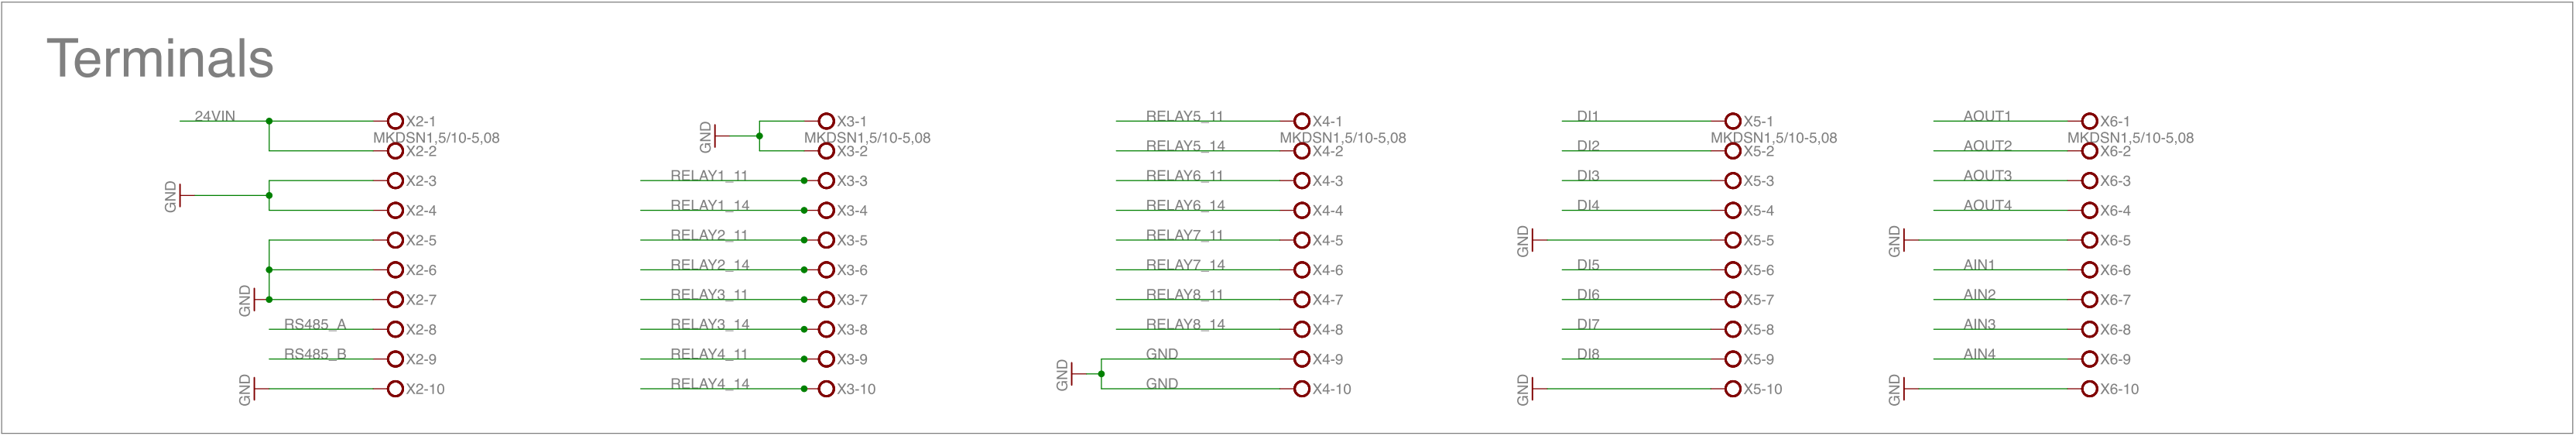 Terminals
24VIN
X2-1
MKDSN1,5/10-5,08
X2-2
GND
X2-3
X2-4
X2-5
X2-6
GND
X2-7
RS485_A
X2-8
RS485_B
X2-9
GND
X2-10
GND
X3-1
MKDSN1,5/10-5,08
X3-2
RELAY1_11
X3-3
RELAY1_14
X3-4
RELAY2_11
X3-5
RELAY2_14
X3-6
RELAY3_11
X3-7
RELAY3_14
X3-8
RELAY4_11
X3-9
RELAY4_14
X3-10
RELAY5_11
X4-1
MKDSN1,5/10-5,08
RELAY5_14
X4-2
RELAY6_11
X4-3
RELAY6_14
X4-4
RELAY7_11
X4-5
RELAY7_14
X4-6
RELAY8_11
X4-7
RELAY8_14
X4-8
GND
GND
X4-9
GND
X4-10
DI1
X5-1
MKDSN1,5/10-5,08
DI2
X5-2
DI3
X5-3
DI4
X5-4
GND
X5-5
DI5
X5-6
DI6
X5-7
DI7
X5-8
DI8
X5-9
GND
X5-10
AOUT1
X6-1
MKDSN1,5/10-5,08
AOUT2
X6-2
AOUT3
X6-3
AOUT4
X6-4
GND
X6-5
AIN1
X6-6
AIN2
X6-7
AIN3
X6-8
AIN4
X6-9
GND
X6-10